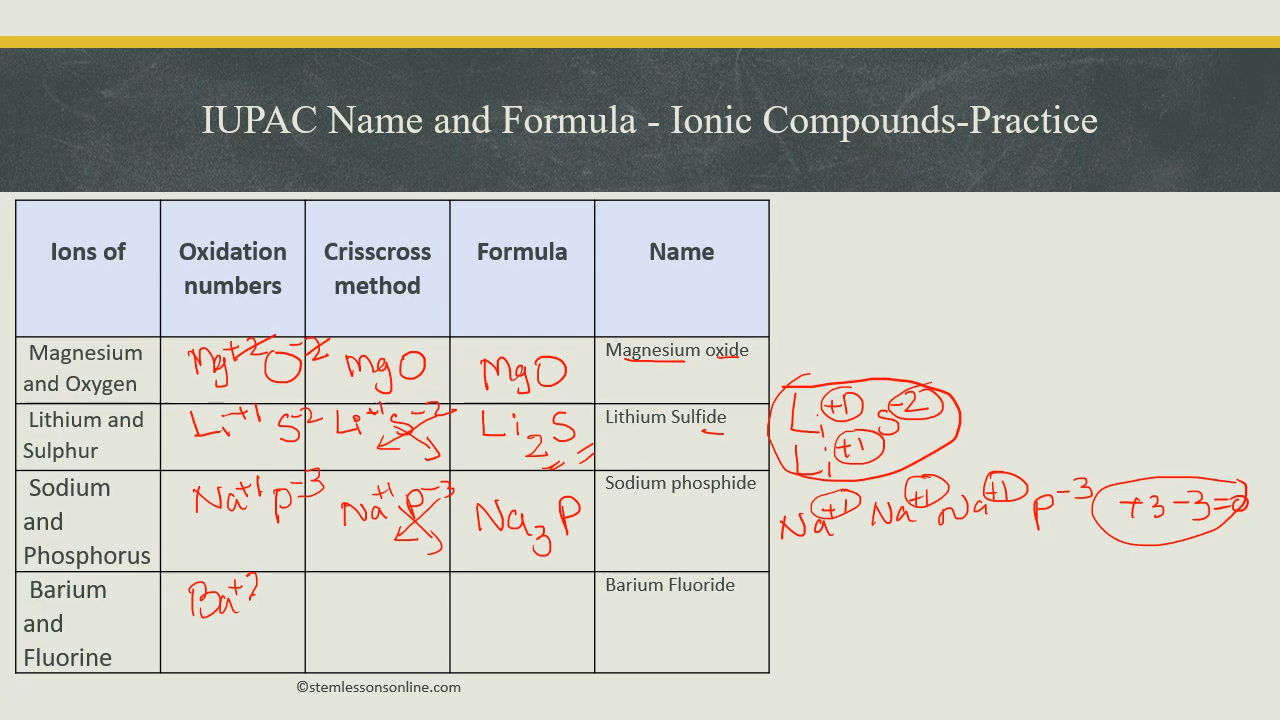 IUPAC Name and Formula - Ionic Compounds-Practice
Ions of
Oxidation numbers
Crisscross method
Formula
Name
Magnesium and Oxygen
Mg+2 O-2
MgO
MgO
Magnesium oxide
Lithium and Sulphur
Li+1 S-2
Li+1 S-2
Li2S
Lithium Sulfide
Sodium and Phosphorus
Na+1 P-3
Na+1 P-3
Na3P
Sodium phosphide
Barium and Fluorine
Ba+2
Barium Fluoride
Li+1 S-2
Li+1
Na+1 Na+1 Na+1 P-3 +3-3=0
©stemlessonsonline.com